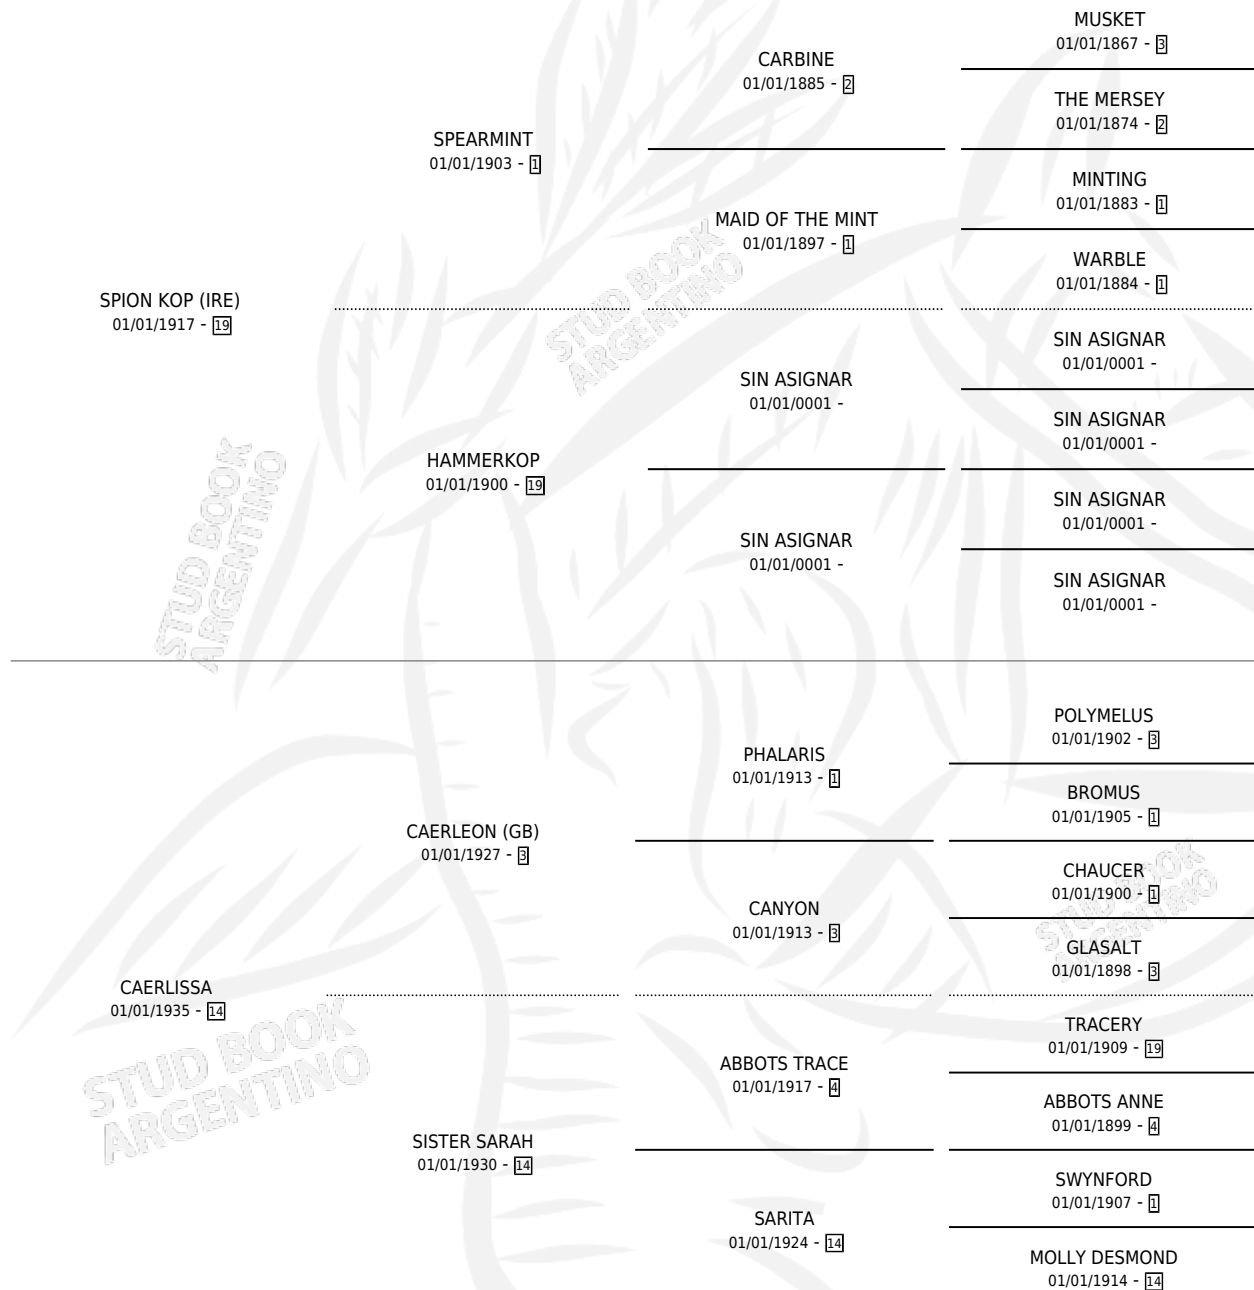 MUSKET
01/01/1867 - 3
CARBINE
01/01/1885 - 2
THE MERSEY
01/01/1874 - 2
SPEARMINT
01/01/1903 - 1
MINTING
01/01/1883 - 1
MAID OF THE MINT
01/01/1897 - 1
WARBLE
01/01/1884 - 1
SPION KOP (IRE)
01/01/1917 - 19
STUD BOOK
ARGENTINO
SIN ASIGNAR
01/01/0001 -
SIN ASIGNAR
01/01/0001 -
SIN ASIGNAR
01/01/0001 -
HAMMERKOP
01/01/1900 - 19
SIN ASIGNAR
01/01/0001 -
SIN ASIGNAR
01/01/0001 -
SIN ASIGNAR
01/01/0001 -
STUD BOOK
ARGENTINO
POLYMELUS
01/01/1902 - 3
PHALARIS
01/01/1913 - 1
BROMUS
01/01/1905 - 1
CAERLEON (GB)
01/01/1927 - 3
CHAUCER
01/01/1900 - 1
CANYON
01/01/1913 - 3
GLASALT
01/01/1898 - 3
STUD BOOK
ARGENTINO
CAERLISSA
01/01/1935 - 14
TRACERY
01/01/1909 - 19
ABBOTS TRACE
01/01/1917 - 4
ABBOTS ANNE
01/01/1899 - 4
STUD BOOK
ARGENTINO
SISTER SARAH
01/01/1930 - 14
SWYNFORD
01/01/1907 - 1
SARITA
01/01/1924 - 14
MOLLY DESMOND
01/01/1914 - 14